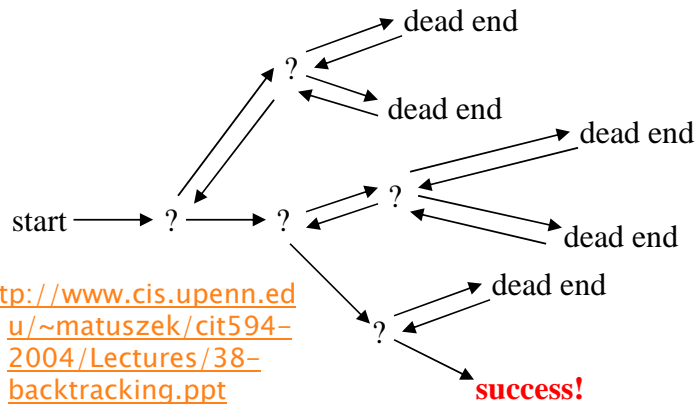 dead end
?
dead end
dead end
?
start
?
?
dead end
dead end
?
success!
tp://www.cis.upenn.ed
u/~matuszek/cit594-
2004/Lectures/38-
backtracking.ppt